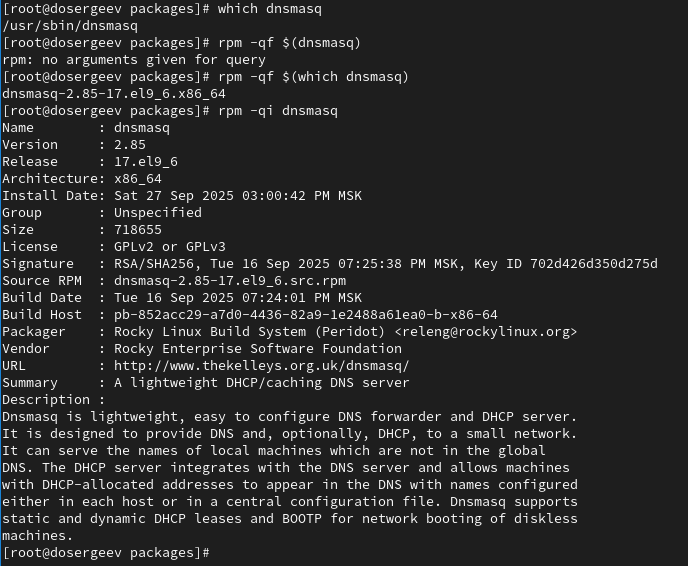 [root@dosergeev packages]# which dnsmasq
/usr/sbin/dnsmasq
[root@dosergeev packages]# rpm -qf $(dnsmasq)
rpm: no arguments given for query
[root@dosergeev packages]# rpm -qf $(which dnsmasq)
dnsmasq-2.85-17.el9_6.x86_64
[root@dosergeev packages]# rpm -qi dnsmasq
Name        : dnsmasq
Version     : 2.85
Release     : 17.el9_6
Architecture: x86_64
Install Date: Sat 27 Sep 2025 03:00:42 PM MSK
Group       : Unspecified
Size        : 718655
License     : GPLv2 or GPLv3
Signature   : RSA/SHA256, Tue 16 Sep 2025 07:25:38 PM MSK, Key ID 702d426d350d275d
Source RPM  : dnsmasq-2.85-17.el9_6.src.rpm
Build Date  : Tue 16 Sep 2025 07:24:01 PM MSK
Build Host  : pb-852acc29-a7d0-4436-82a9-1e2488a61ea0-b-x86-64
Packager    : Rocky Linux Build System (Peridot) <releng@rockylinux.org>
Vendor      : Rocky Enterprise Software Foundation
URL         : http://www.thekelleys.org.uk/dnsmasq/
Summary     : A lightweight DHCP/caching DNS server
Description :
Dnsmasq is lightweight, easy to configure DNS forwarder and DHCP server.
It is designed to provide DNS and, optionally, DHCP, to a small network.
It can serve the names of local machines which are not in the global
DNS. The DHCP server integrates with the DNS server and allows machines
with DHCP-allocated addresses to appear in the DNS with names configured
either in each host or in a central configuration file. Dnsmasq supports
static and dynamic DHCP leases and BOOTP for network booting of diskless
machines.
[root@dosergeev packages]#